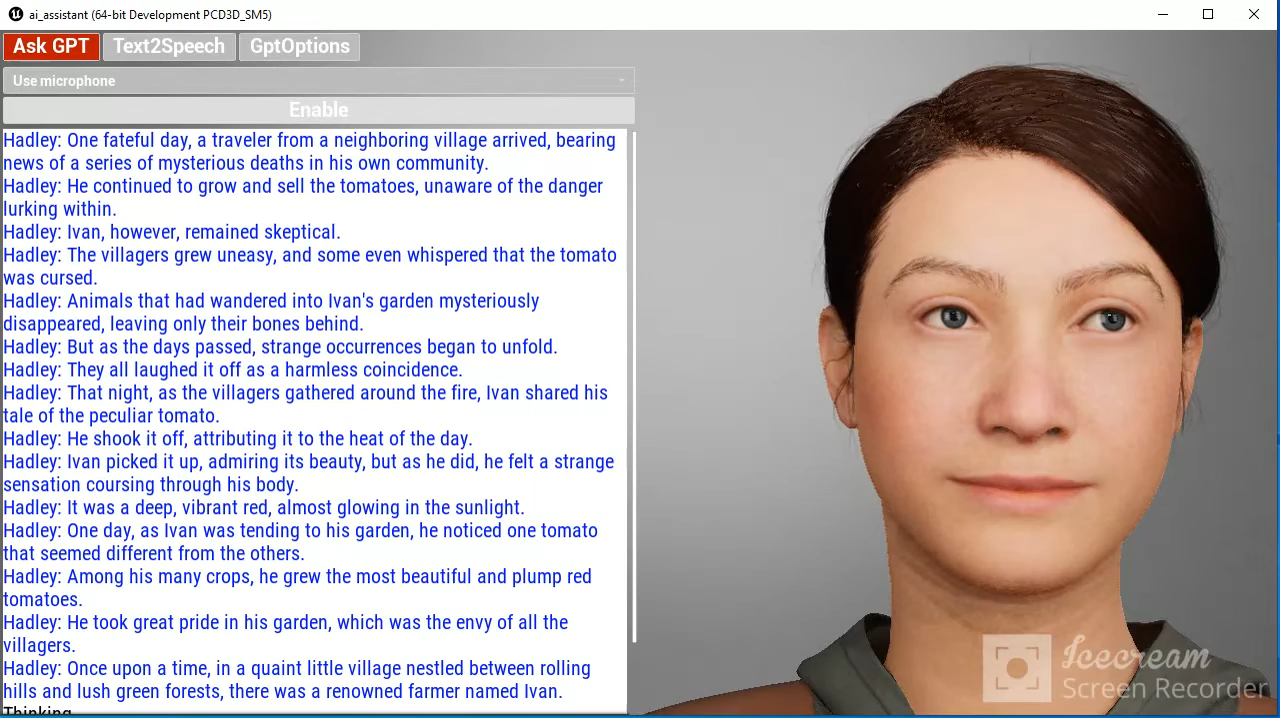 ai_assistant (64-bit Development PCD3D_SM5)
Ask GPT
Text2Speech
GptOptions
Use microphone
Enable
Hadley: One fateful day, a traveler from a neighboring village arrived, bearing
news of a series of mysterious deaths in his own community.
Hadley: He continued to grow and sell the tomatoes, unaware of the danger
lurking within.
Hadley: Ivan, however, remained skeptical.
Hadley: The villagers grew uneasy, and some even whispered that the tomato
was cursed.
Hadley: Animals that had wandered into Ivan's garden mysteriously
disappeared, leaving only their bones behind.
Hadley: But as the days passed, strange occurrences began to unfold.
Hadley: They all laughed it off as a harmless coincidence.
Hadley: That night, as the villagers gathered around the fire, Ivan shared his
tale of the peculiar tomato.
Hadley: He shook it off, attributing it to the heat of the day.
Hadley: Ivan picked it up, admiring its beauty, but as he did, he felt a strange
sensation coursing through his body.
Hadley: It was a deep, vibrant red, almost glowing in the sunlight.
Hadley: One day, as Ivan was tending to his garden, he noticed one tomato
that seemed different from the others.
Hadley: Among his many crops, he grew the most beautiful and plump red
tomatoes.
Hadley: He took great pride in his garden, which was the envy of all the
villagers.
Hadley: Once upon a time, in a quaint little village nestled between rolling
hills and lush green forests, there was a renowned farmer named Ivan.
Thinking
Icecream
Screen Recorder